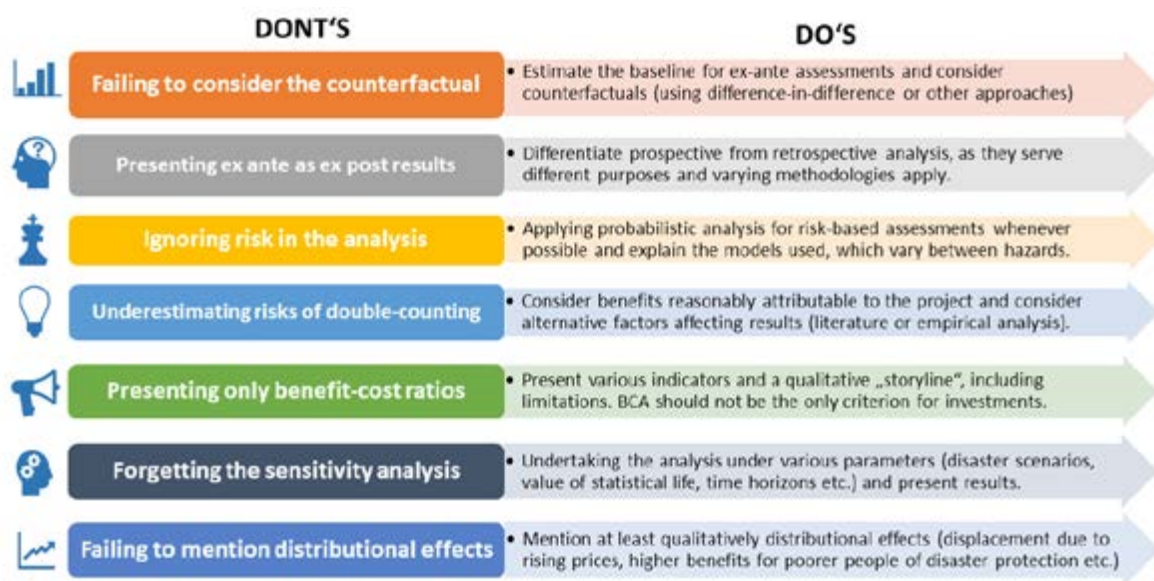 DONT'S
DO'S
Failing to consider the counterfactual
• Estimate the baseline for ex-ante assessments and consider
counterfactuals (using difference-in-difference or other approaches)
Presenting ex ante as ex post results
• Differentiate prospective from retrospective analysis, as they serve
different purposes and varying methodologies apply.
Ignoring risk in the analysis
• Applying probabilistic analysis for risk-based assessments whenever
possible and explain the models used, which vary between hazards.
Underestimating risks of double-counting
• Consider benefits reasonably attributable to the project and consider
alternative factors affecting results (literature or empirical analysis).
Presenting only benefit-cost ratios
• Present various indicators and a qualitative „storyline“, including
limitations. BCA should not be the only criterion for investments.
Forgetting the sensitivity analysis
• Undertaking the analysis under various parameters (disaster scenarios,
value of statistical life, time horizons etc.) and present results.
Failing to mention distributional effects
• Mention at least qualitatively distributional effects (displacement due to
rising prices, higher benefits for poorer people of disaster protection etc.)